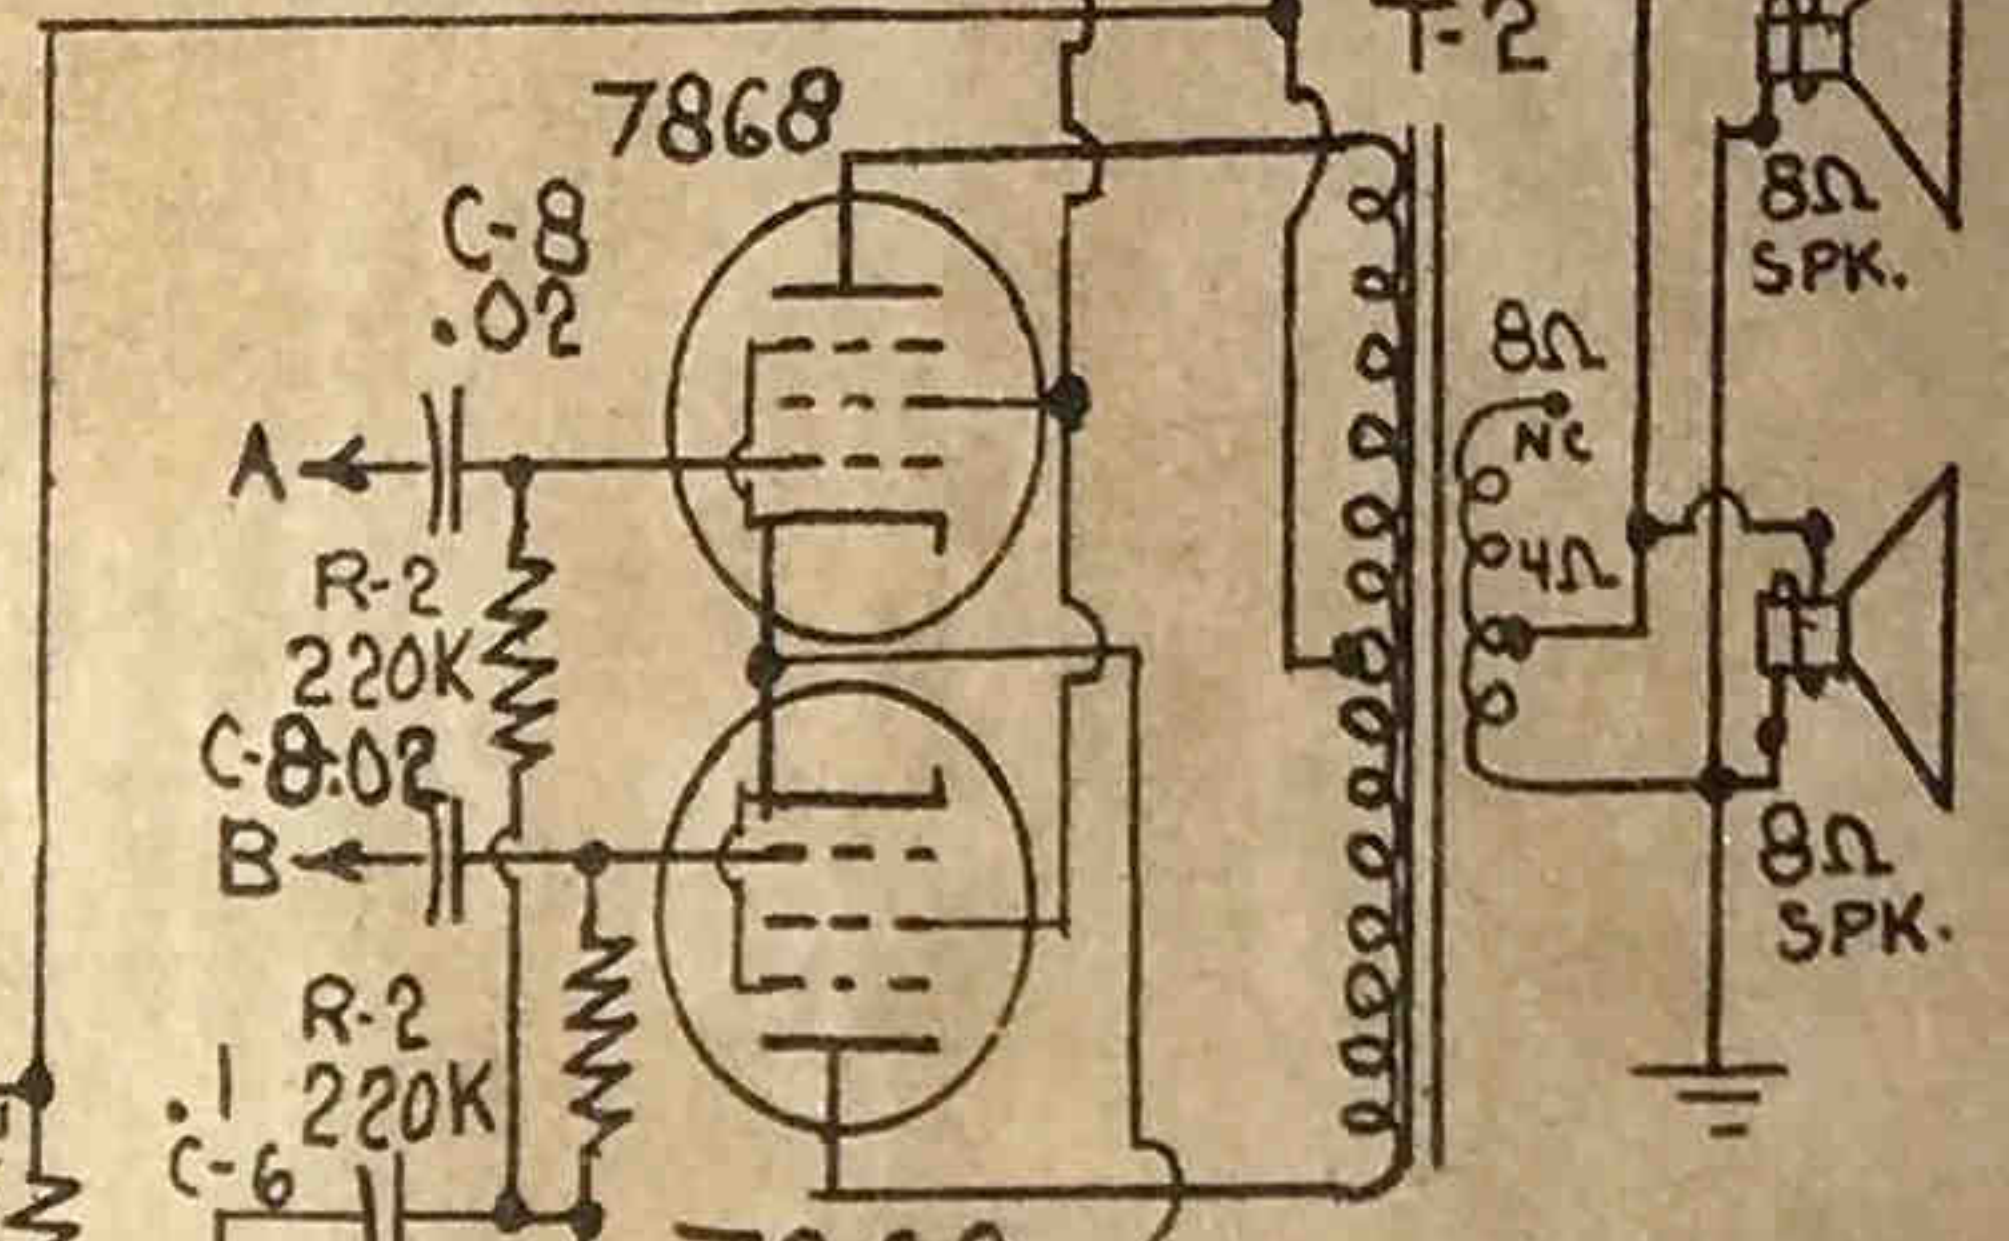 T-2
7868
C-8
.02
8Ω
SPK.
8Ω
NC
A
R-2
220K
4Ω
C-8.02
B
8Ω
SPK.
R-2
220K
.1
C-6